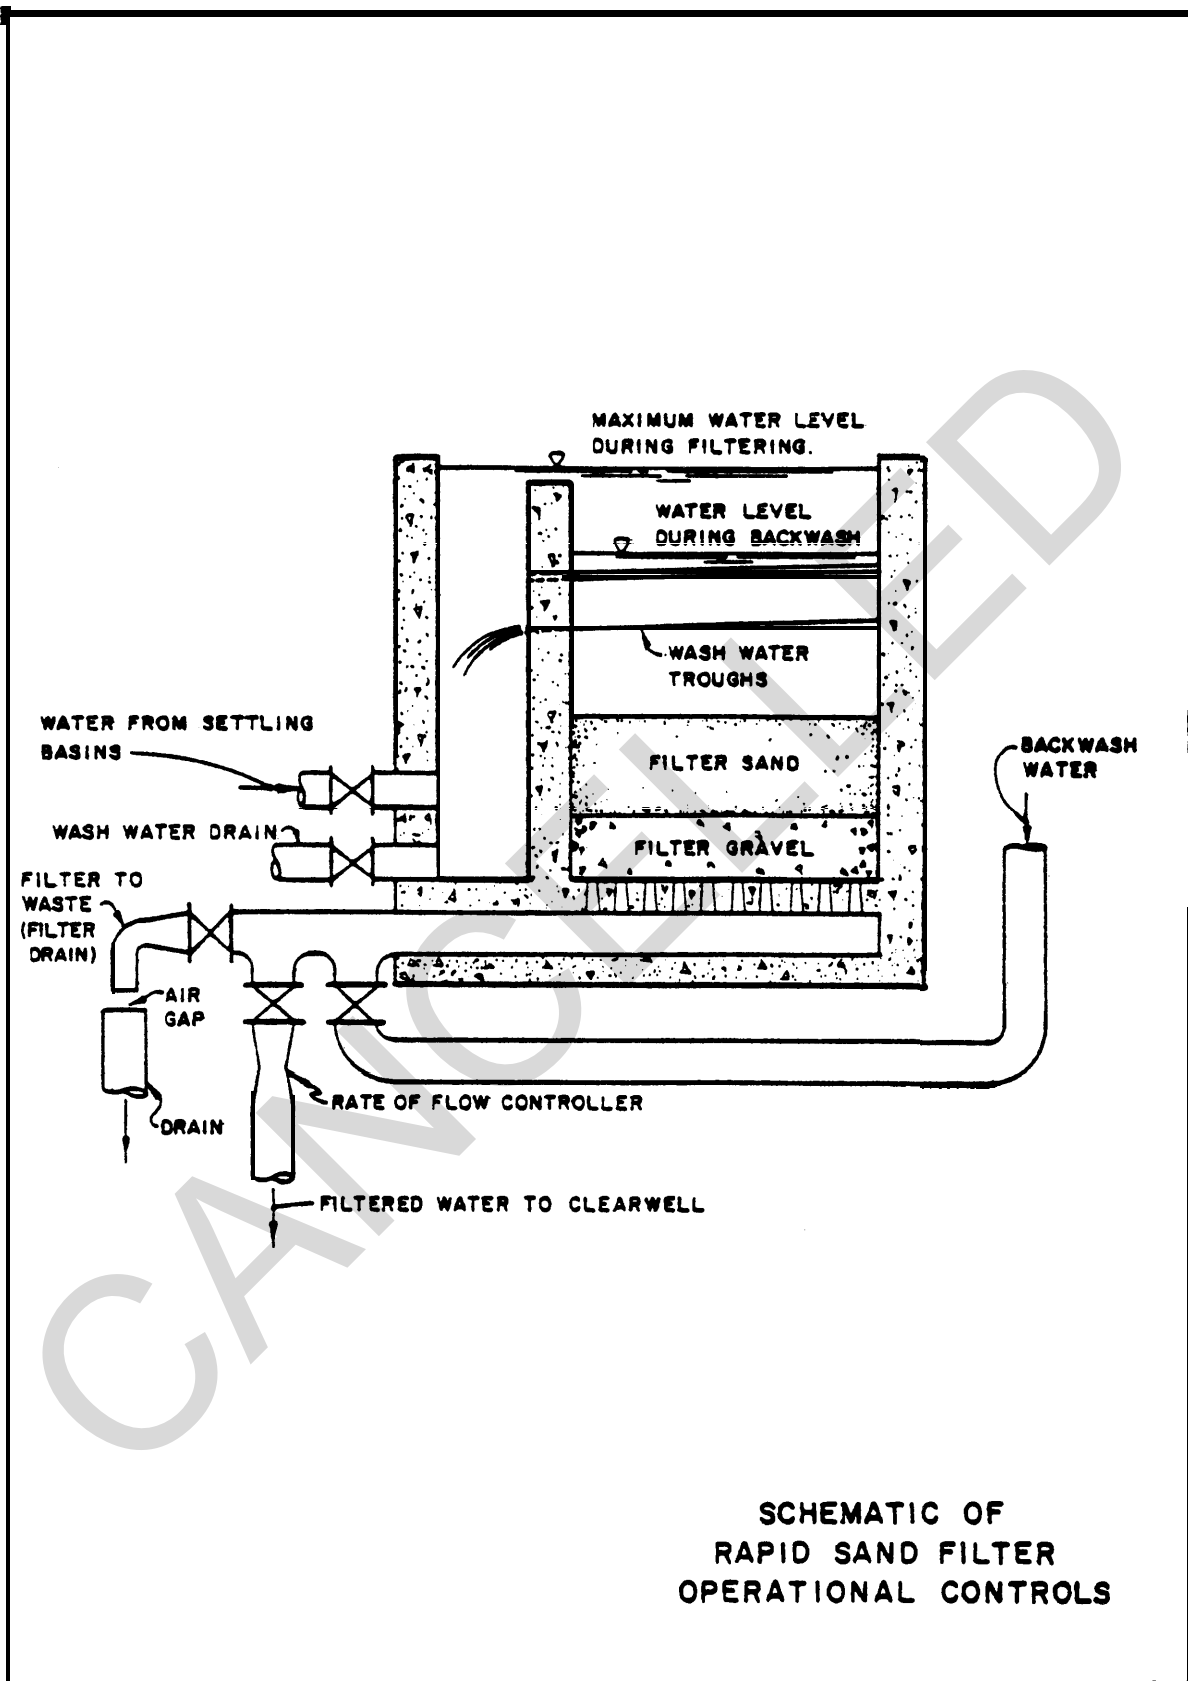 MAXIMUM WATER LEVEL
DURING FILTERING.
WATER LEVEL
DURING BACKWASH
WASH WATER
TROUGHS
WATER FROM SETTLING
BASINS
FILTER SAND
BACKWASH
WATER
WASH WATER DRAIN
FILTER GRAVEL
FILTER TO
WASTE
(FILTER
DRAIN)
AIR
GAP
RATE OF FLOW CONTROLLER
DRAIN
FILTERED WATER TO CLEARWELL
CANCELLED
SCHEMATIC OF
RAPID SAND FILTER
OPERATIONAL CONTROLS